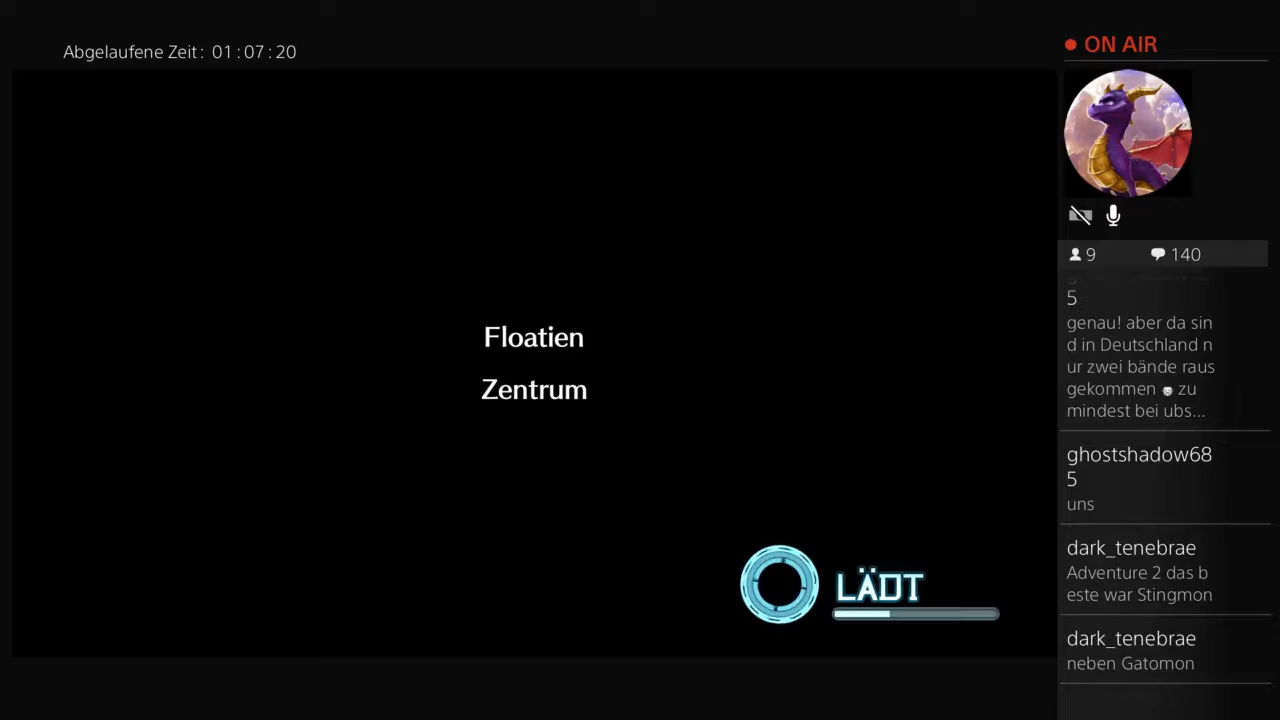 Abgelaufene Zeit: 01:07:20
ON AIR
9 140
5
genau! aber da sin
d in Deutschland n
ur zwei bände raus
gekommen zu
mindest bei ubs...
ghostshadow68
5
uns
dark_tenebrae
Adventure 2 das b
este war Stingmon
dark_tenebrae
neben Gatomon
Floatien
Zentrum
LÄDT